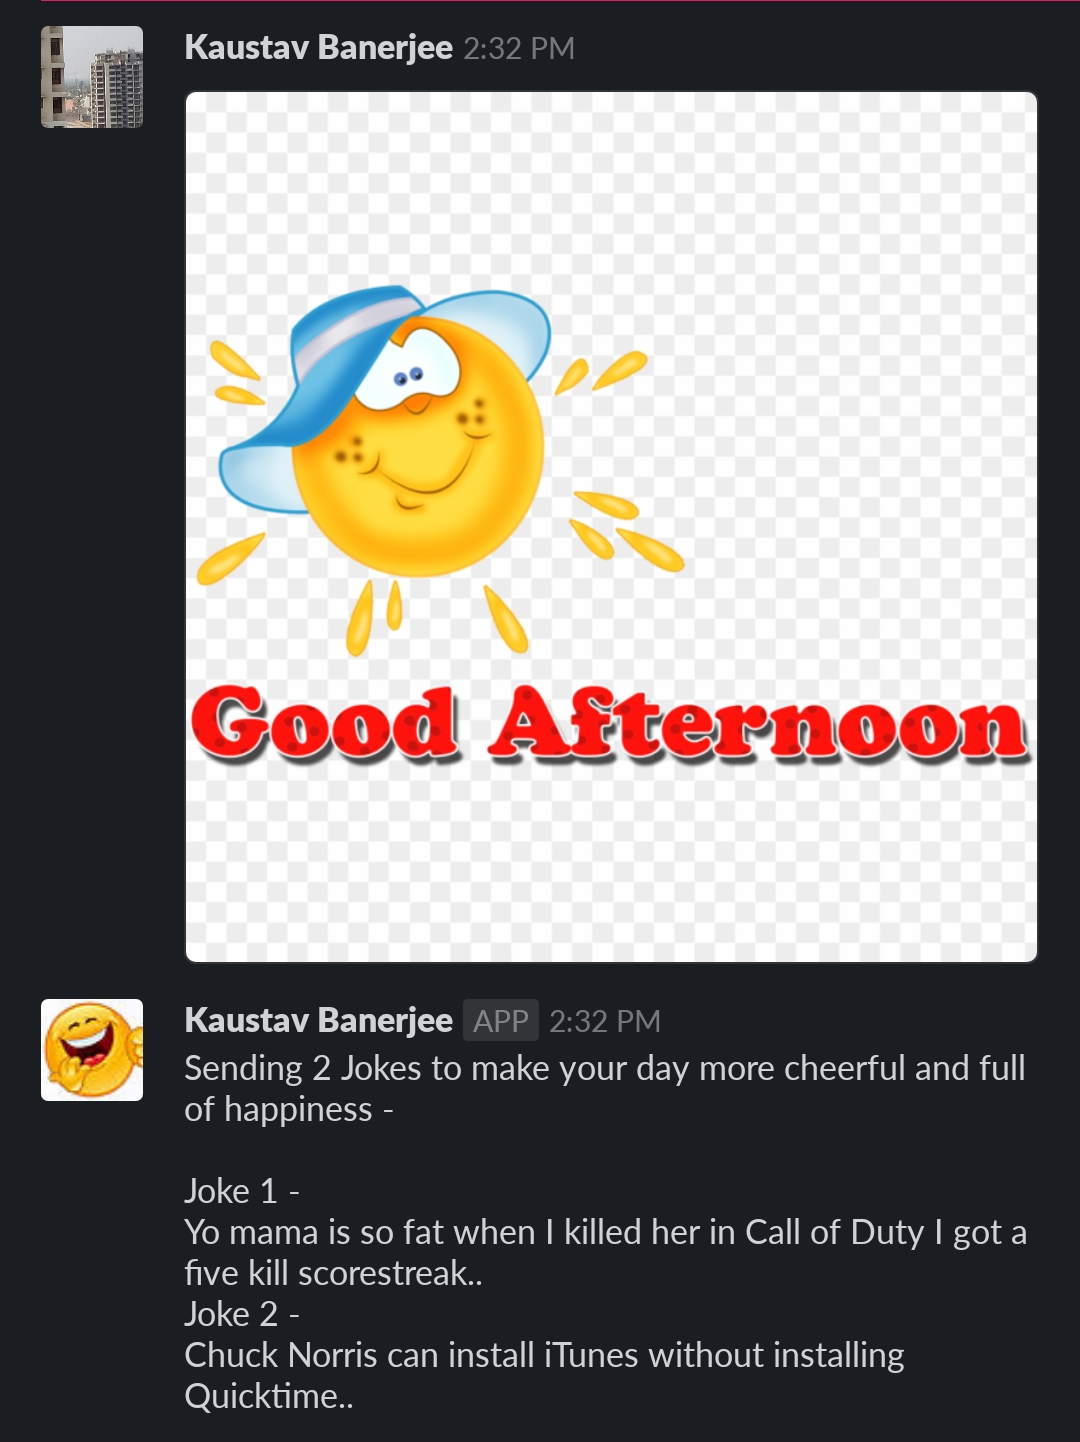 Kaustav Banerjee 2:32 PM
Good Afternoon
Kaustav Banerjee APP 2:32 PM
Sending 2 Jokes to make your day more cheerful and full
of happiness -
Joke 1 -
Yo mama is so fat when I killed her in Call of Duty I got a
five kill scorestreak..
Joke 2 -
Chuck Norris can install iTunes without installing
Quicktime..